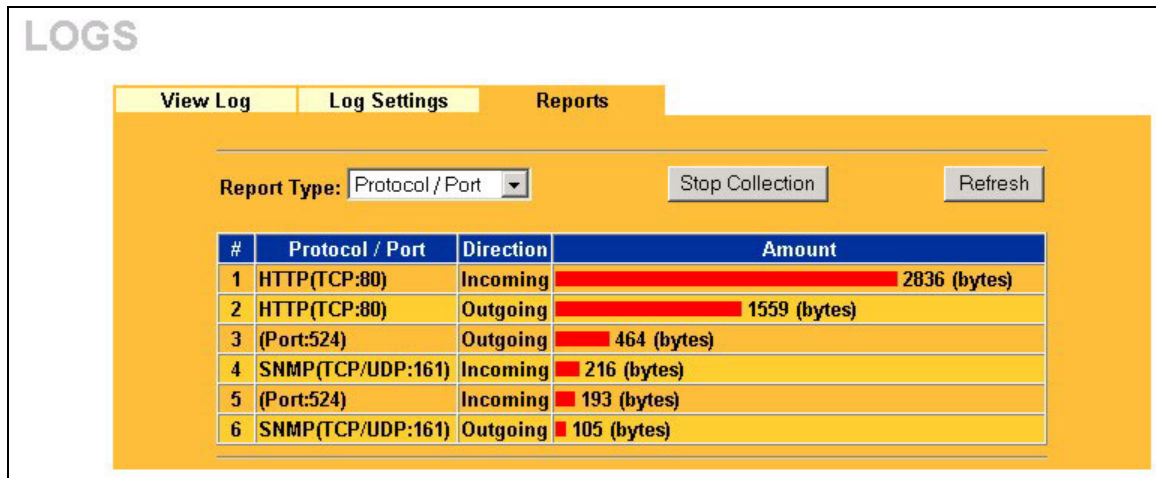 LOGS
View Log Log Settings Reports
Report Type: Protocol / Port Stop Collection Refresh
# Protocol / Port Direction Amount
1 HTTP(TCP:80) Incoming 2836 (bytes)
2 HTTP(TCP:80) Outgoing 1559 (bytes)
3 (Port:524) Outgoing 464 (bytes)
4 SNMP(TCP/UDP:161) Incoming 216 (bytes)
5 (Port:524) Incoming 193 (bytes)
6 SNMP(TCP/UDP:161) Outgoing 105 (bytes)